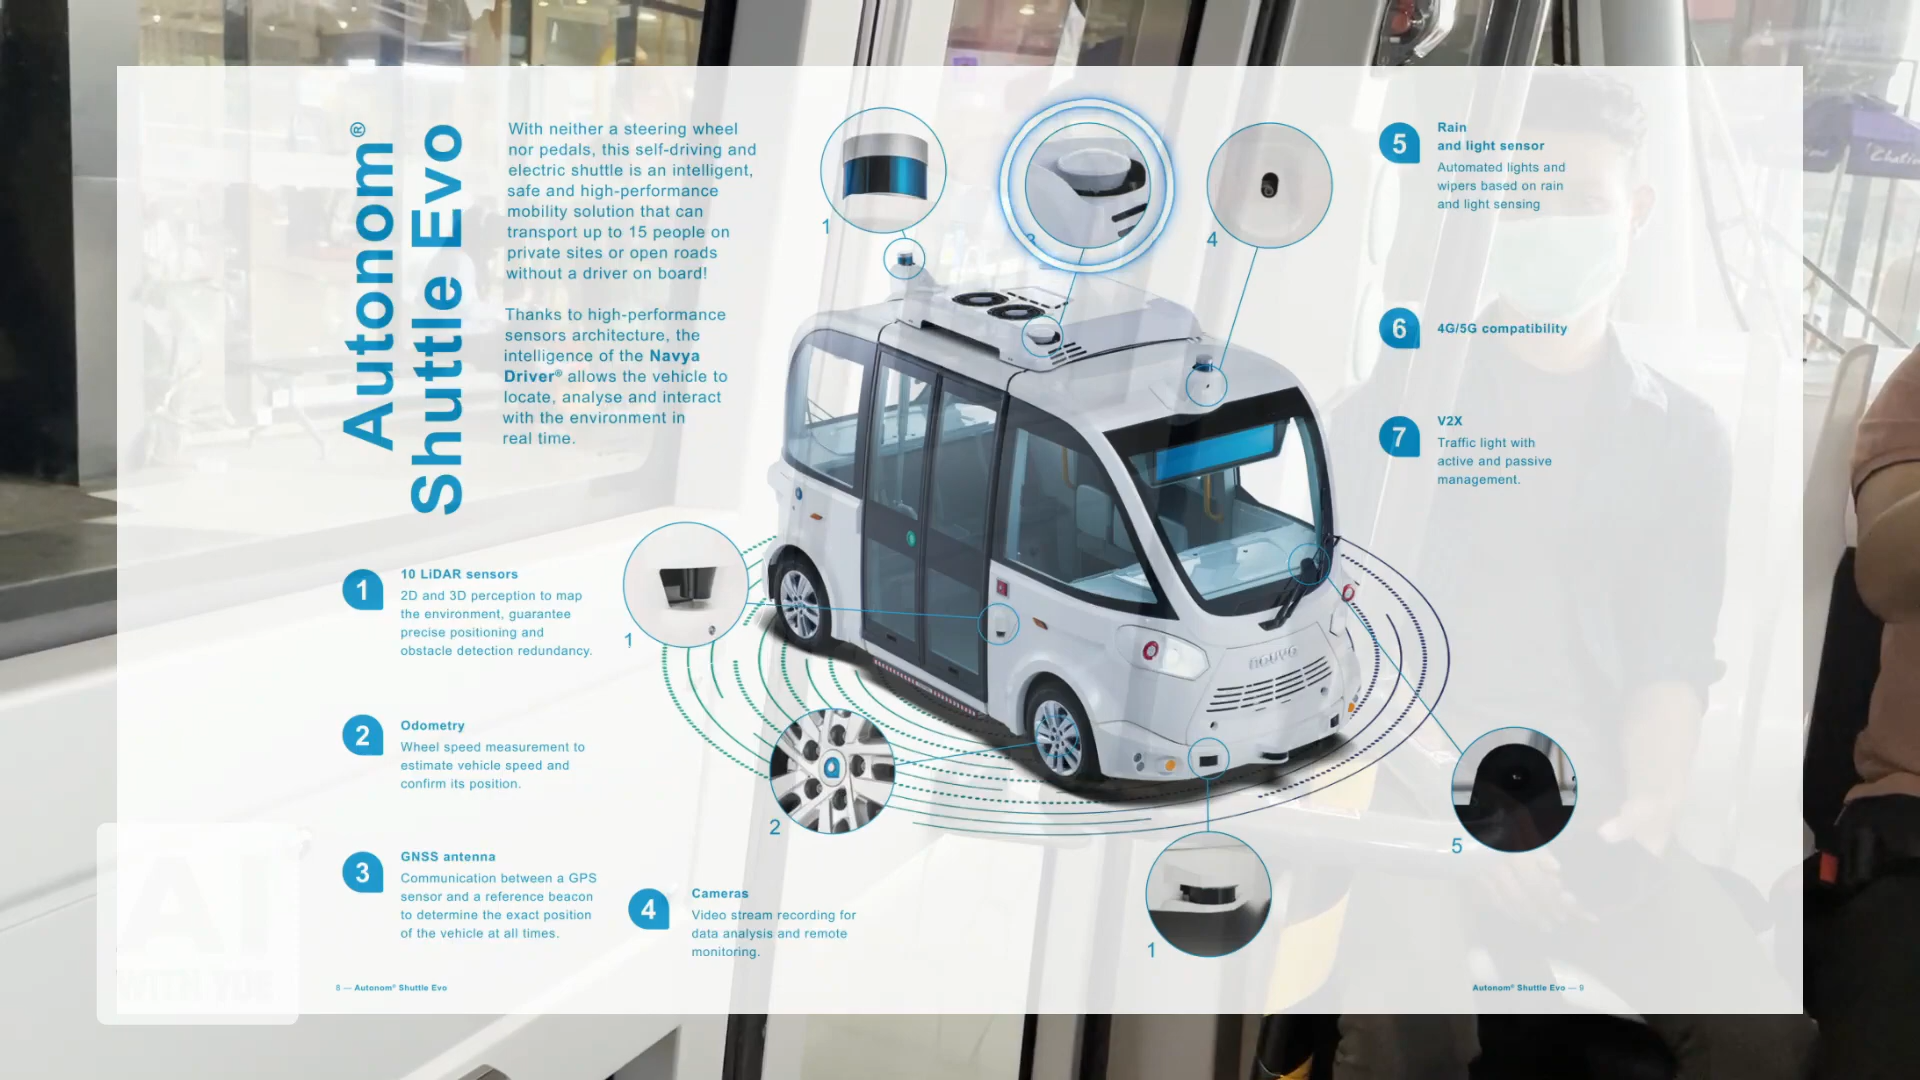 Autonom®
Shuttle Evo
With neither a steering wheel
nor pedals, this self-driving and
electric shuttle is an intelligent,
safe and high-performance
mobility solution that can
transport up to 15 people on
private sites or open roads
without a driver on board!
Thanks to high-performance
sensors architecture, the
intelligence of the Navya
Driver® allows the vehicle to
locate, analyse and interact
with the environment in
real time.
1
10 LiDAR sensors
2D and 3D perception to map
the environment, guarantee
precise positioning and
obstacle detection redundancy.
2
Odometry
Wheel speed measurement to
estimate vehicle speed and
confirm its position.
3
GNSS antenna
Communication between a GPS
sensor and a reference beacon
to determine the exact position
of the vehicle at all times.
4
Cameras
Video stream recording for
data analysis and remote
monitoring.
5
Rain
and light sensor
Automated lights and
wipers based on rain
and light sensing
6
4G/5G compatibility
7
V2X
Traffic light with
active and passive
management.
1
4
1
2
1
5
AI
WITH YOE
8 — Autonom® Shuttle Evo
Autonom® Shuttle Evo — 9